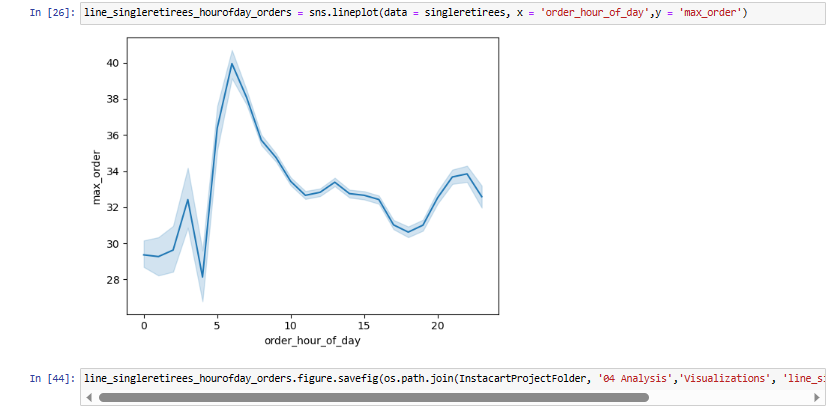 In [26]: line_singleretirees_hourofday_orders = sns.lineplot(data = singleretirees, x = 'order_hour_of_day',y = 'max_order')
40
38
36
34
32
30
28
max_order
0 5 10 15 20
order_hour_of_day
In [44]: line_singleretirees_hourofday_orders.figure.savefig(os.path.join(InstacartProjectFolder, '04 Analysis','Visualizations', 'line_si